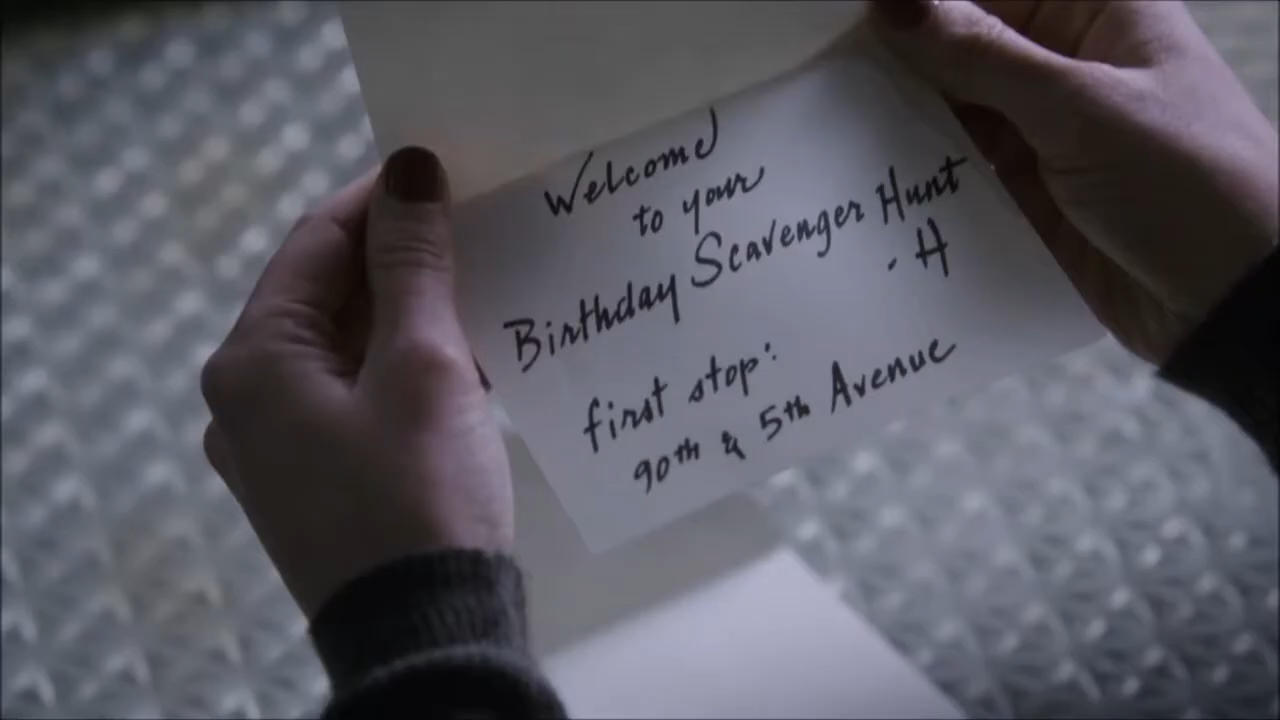 Welcome
to your
Birthday Scavenger Hunt
- H
first stop:
90th & 5th Avenue